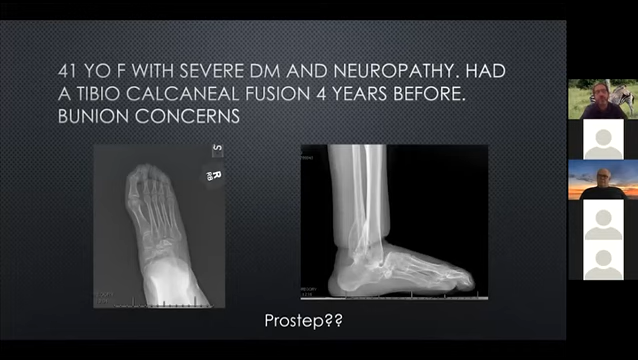 41 YO F WITH SEVERE DM AND NEUROPATHY. HAD
A TIBIO CALCANEAL FUSION 4 YEARS BEFORE.
BUNION CONCERNS
S
R
Prostep??